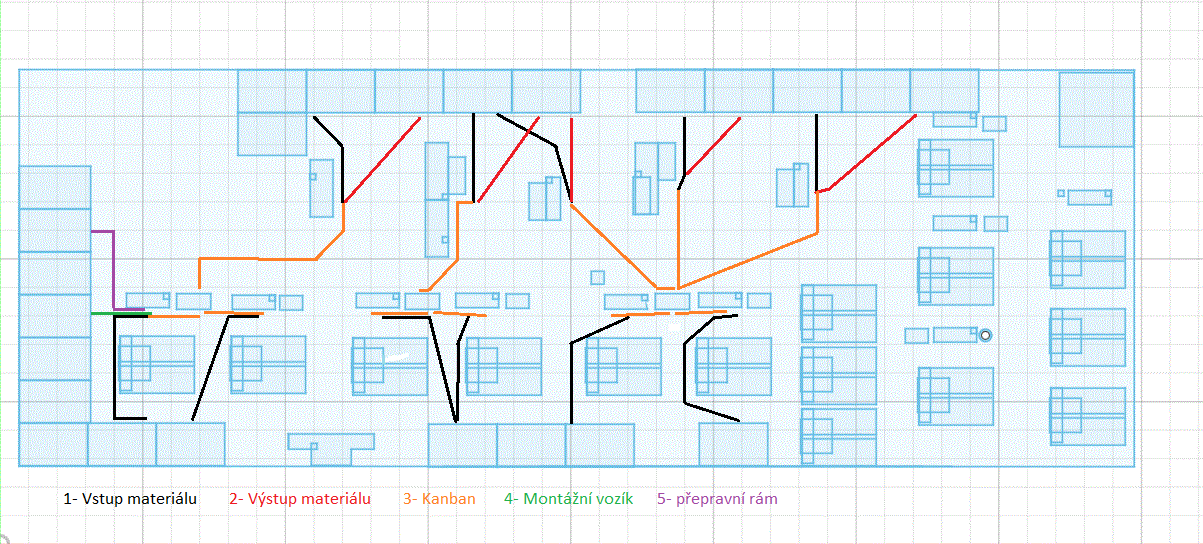 1- Vstup materiálu 2- Výstup materiálu 3- Kanban 4- Montážní vozík 5- přepravní rám